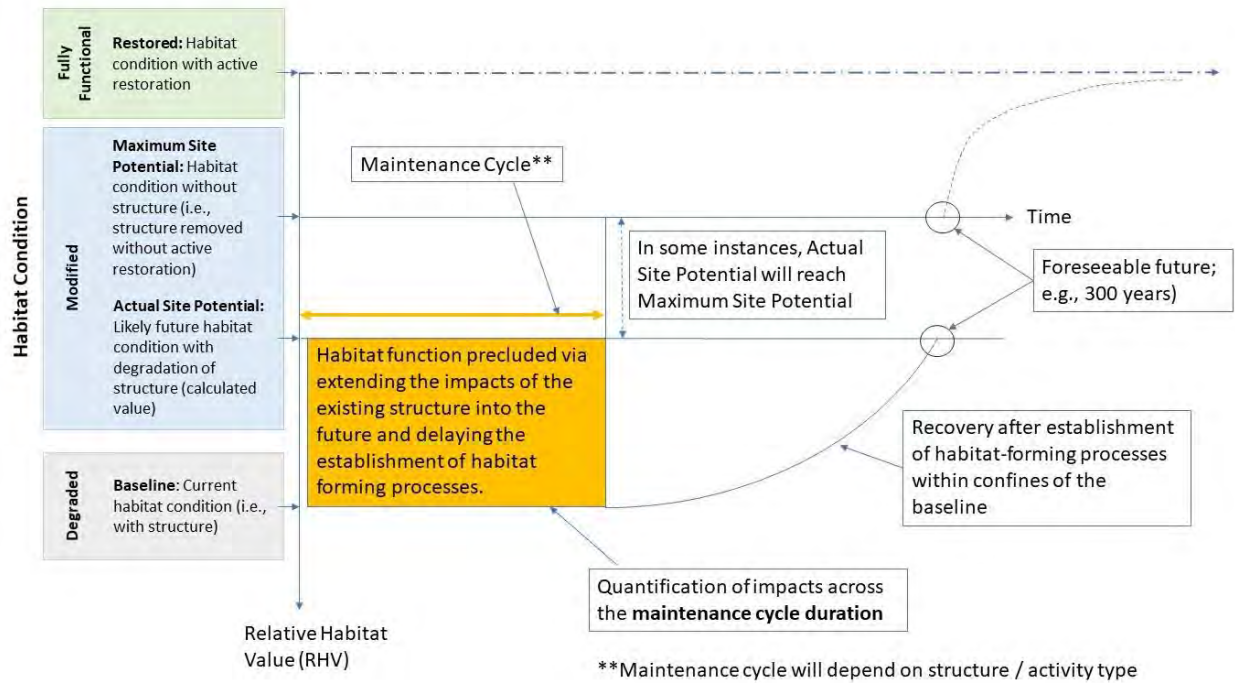 Habitat Condition
Fully
Functional
Restored: Habitat
condition with active
restoration
Modified
Maximum Site
Potential: Habitat
condition without
structure (i.e.,
structure removed
without active
restoration)
Actual Site Potential:
Likely future habitat
condition with
degradation of
structure (calculated
value)
Degraded
Baseline: Current
habitat condition (i.e.,
with structure)
Maintenance Cycle**
Time
In some instances, Actual
Site Potential will reach
Maximum Site Potential
Foreseeable future;
e.g., 300 years)
Habitat function precluded via
extending the impacts of the
existing structure into the
future and delaying the
establishment of habitat
forming processes.
Recovery after establishment
of habitat-forming processes
within confines of the
baseline
Quantification of impacts across
the maintenance cycle duration
Relative Habitat
Value (RHV)
**Maintenance cycle will depend on structure / activity type